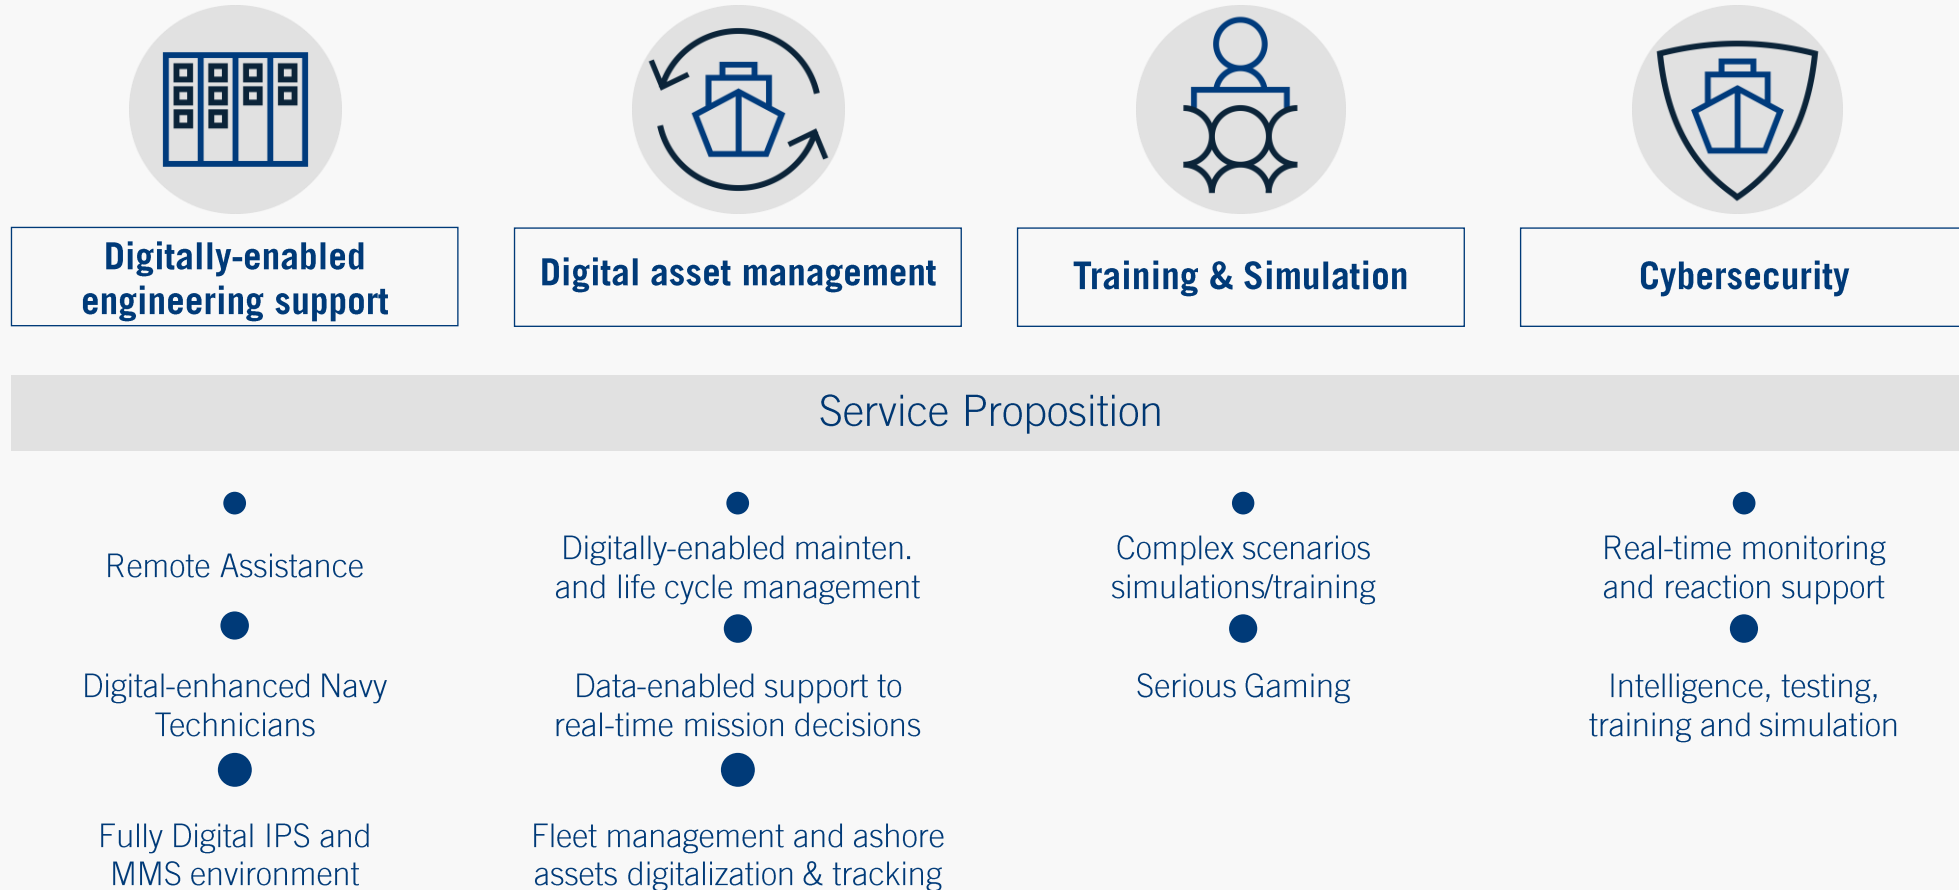 Digitally-enabled
engineering support
Digital asset management
Training & Simulation
Cybersecurity
Service Proposition
Remote Assistance
Digital-enhanced Navy
Technicians
Fully Digital IPS and
MMS environment
Digitally-enabled mainten.
and life cycle management
Data-enabled support to
real-time mission decisions
Fleet management and ashore
assets digitalization & tracking
Complex scenarios
simulations/training
Serious Gaming
Real-time monitoring
and reaction support
Intelligence, testing,
training and simulation